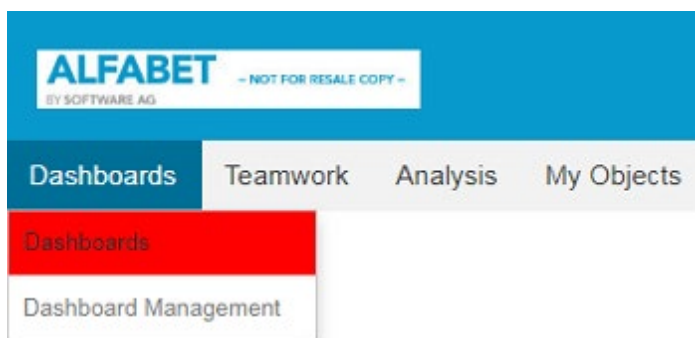 ALFABET – NOT FOR RESALE COPY –
BY SOFTWARE AG
Dashboards Teamwork Analysis My Objects
Dashboards
Dashboard Management